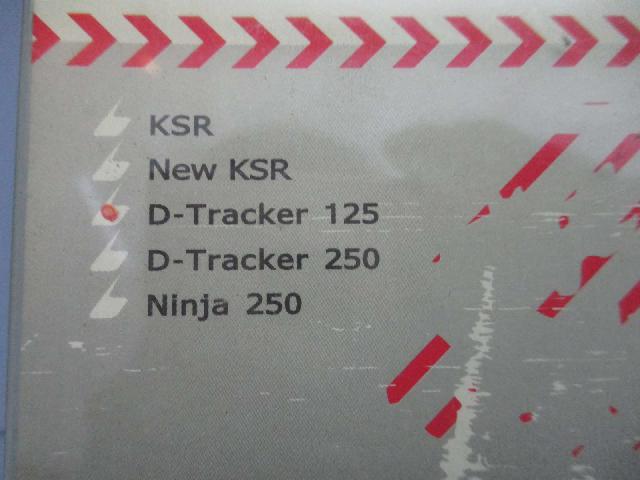 KSR
New KSR
D-Tracker 125
D-Tracker 250
Ninja 250